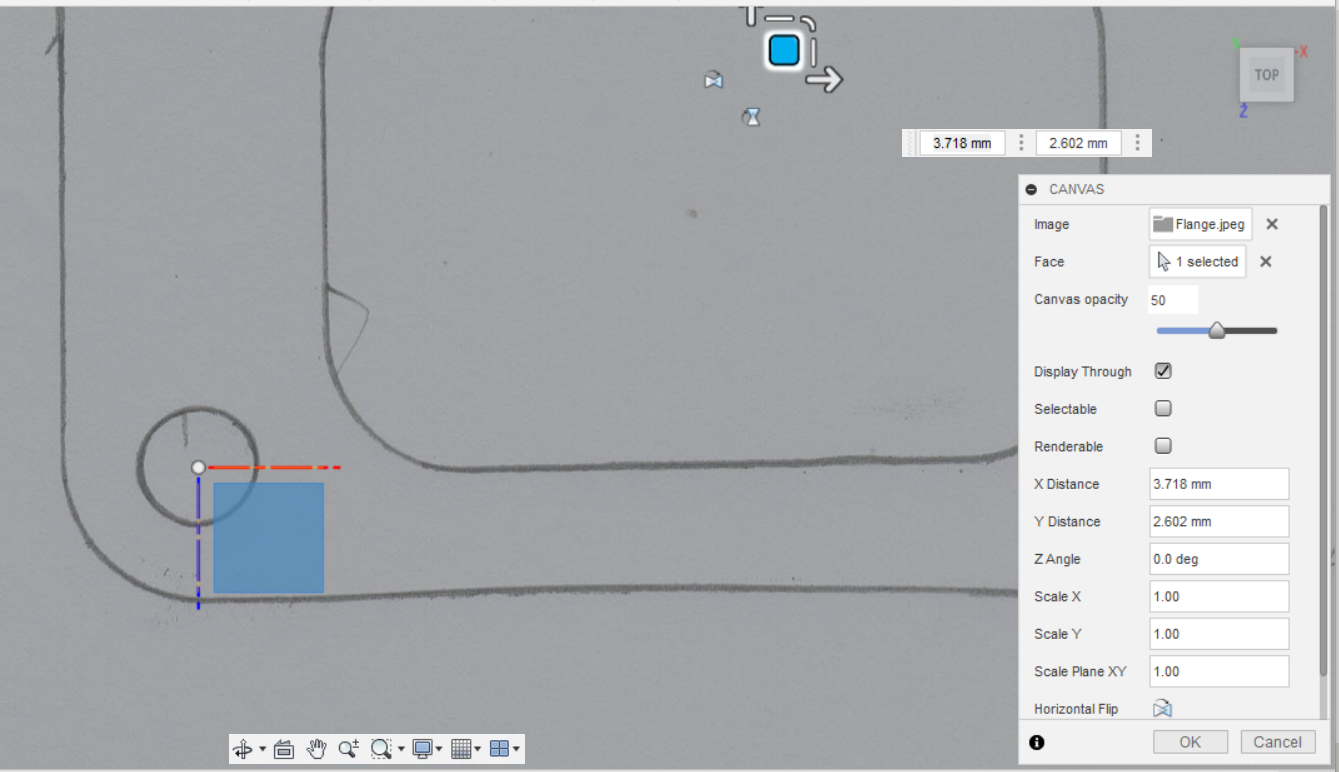 X
TOP
Z
3.718 mm 2.602 mm
CANVAS
Image Flange.jpeg
Face 1 selected
Canvas opacity 50
Display Through
Selectable
Renderable
X Distance 3.718 mm
Y Distance 2.602 mm
Z Angle 0.0 deg
Scale X 1.00
Scale Y 1.00
Scale Plane XY 1.00
Horizontal Flip
OK Cancel